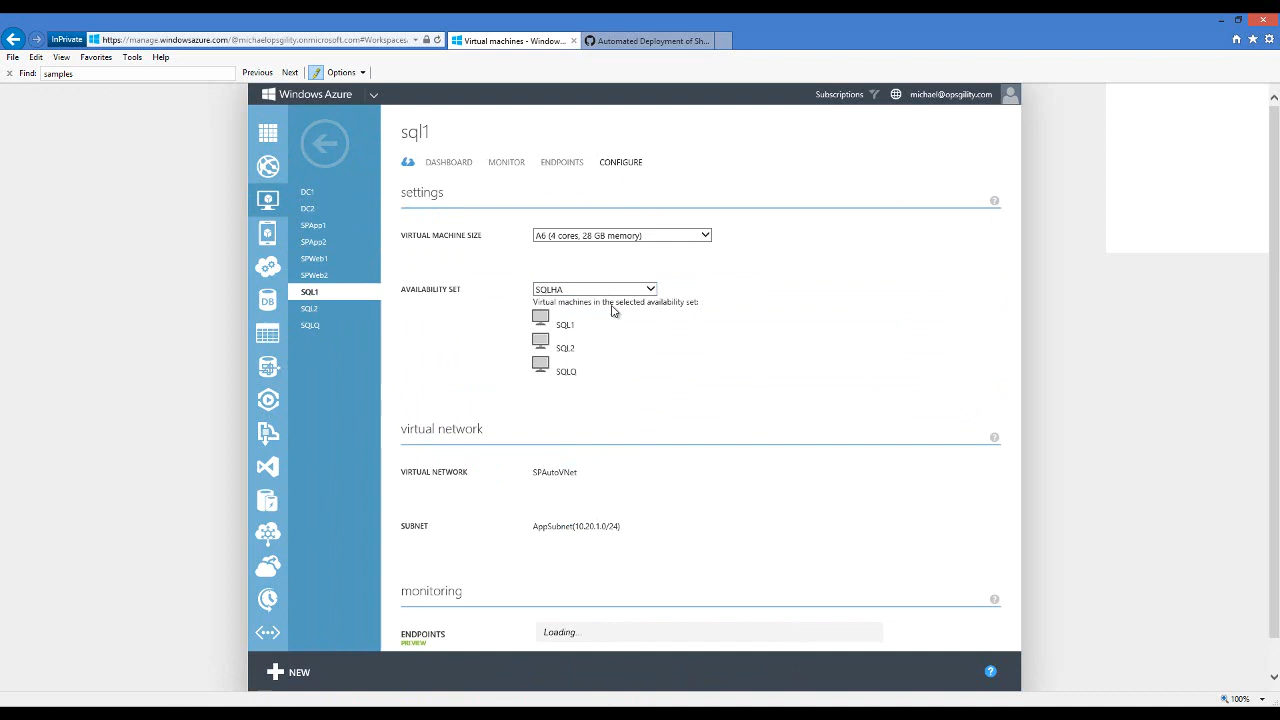 InPrivate
https://manage.windowsazure.com/@michaelopsgility.onmicrosoft.com#Workspaces.
Virtual machines - Window...
Automated Deployment of Sh...
File Edit View Favorites Tools Help
Find: samples Previous Next Options
Windows Azure
Subscriptions
michael@opsgility.com
sql1
DASHBOARD MONITOR ENDPOINTS CONFIGURE
DC1
DC2
SPApp1
SPApp2
SPWeb1
SPWeb2
SQL1
SQL2
SQLQ
DB
settings
VIRTUAL MACHINE SIZE A6 (4 cores, 28 GB memory)
AVAILABILITY SET SQLHA
Virtual machines in the selected availability set:
SQL1
SQL2
SQLQ
virtual network
VIRTUAL NETWORK SPAutoVNet
SUBNET AppSubnet(10.20.1.0/24)
monitoring
ENDPOINTS Loading...
PREVIEW
NEW
100%